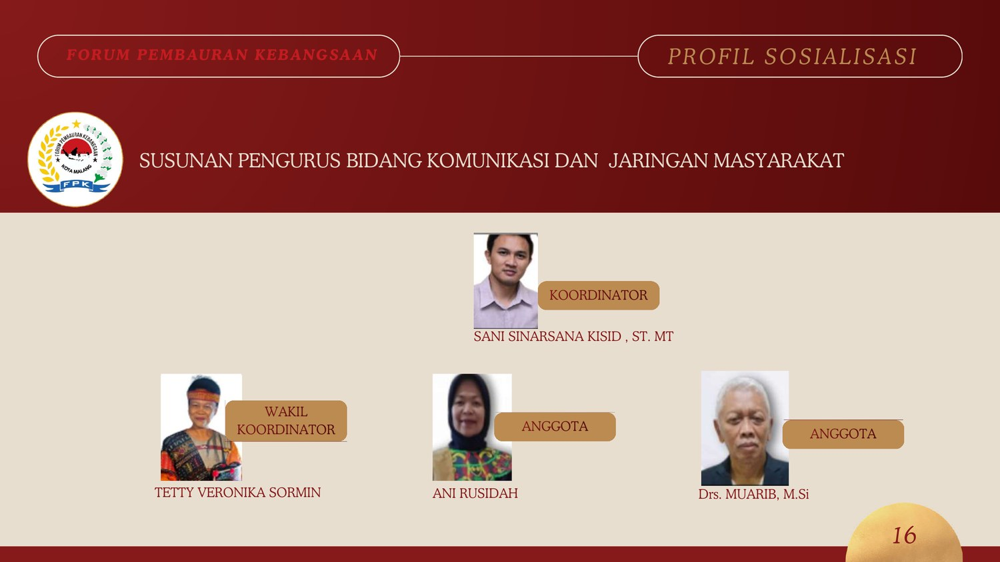 FORUM PEMBAURAN KEBANGSAAN
PROFIL SOSIALISASI
FORUM PEMBAURAN KEBANGSAAN
KOTA MALANG
FPK
SUSUNAN PENGURUS BIDANG KOMUNIKASI DAN  JARINGAN MASYARAKAT
KOORDINATOR
SANI SINARSANA KISID , ST. MT
WAKIL
KOORDINATOR
TETTY VERONIKA SORMIN
ANGGOTA
ANI RUSIDAH
ANGGOTA
Drs. MUARIB, M.Si
16